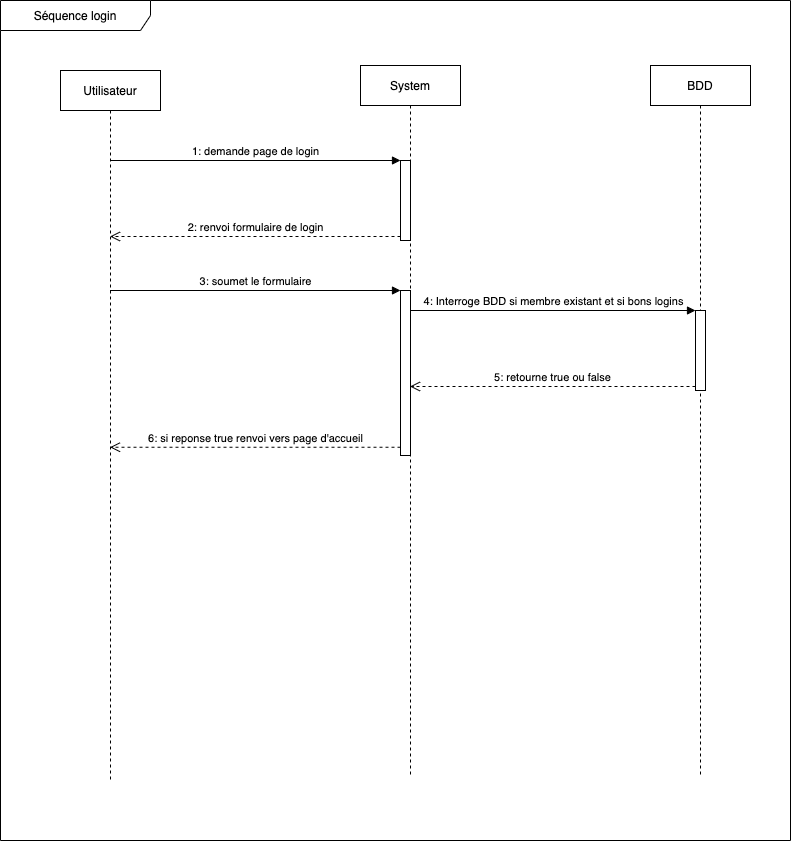 Séquence login
Utilisateur
System
BDD
1: demande page de login
2: renvoi formulaire de login
3: soumet le formulaire
4: Interroge BDD si membre existant et si bons logins
5: retourne true ou false
6: si reponse true renvoi vers page d'accueil